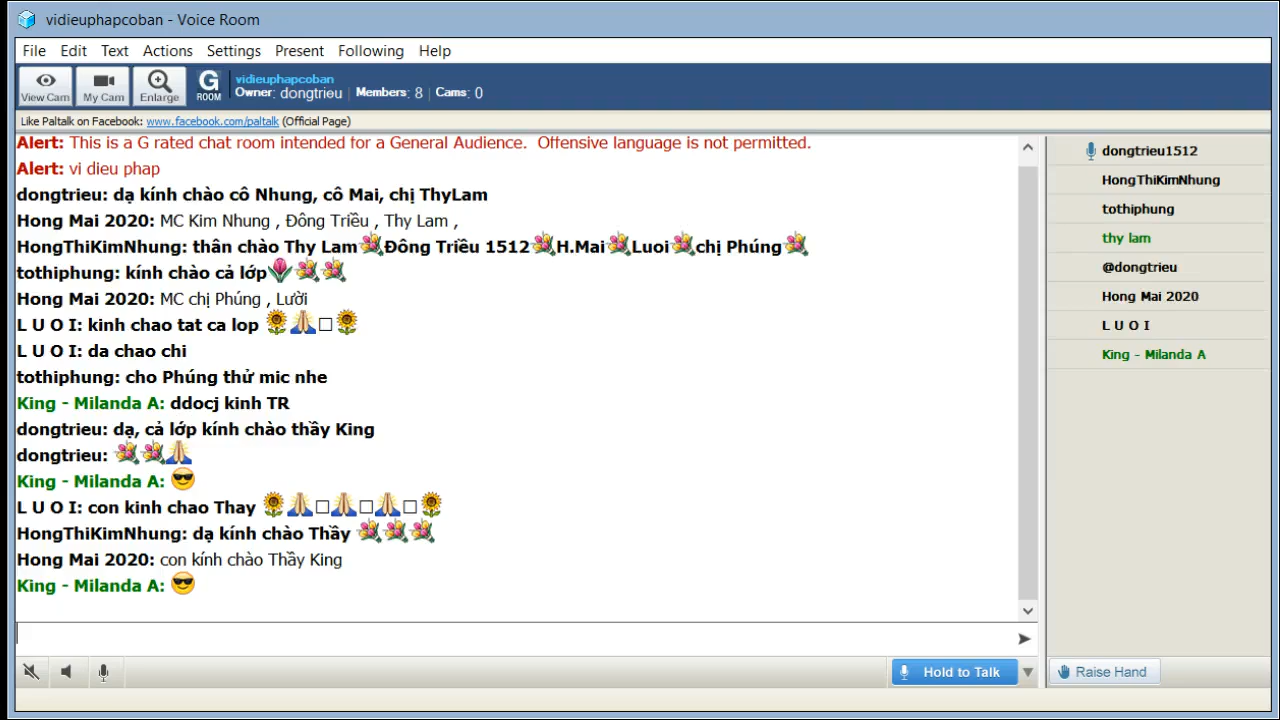 vidieuphapcoban - Voice Room
File Edit Text Actions Settings Present Following Help
View Cam My Cam Enlarge G ROOM
vidieuphapcoban
Owner: dongtrieu | Members: 8 | Cams: 0
Like Paltalk on Facebook: www.facebook.com/paltalk (Official Page)
Alert: This is a G rated chat room intended for a General Audience. Offensive language is not permitted.
Alert: vi dieu phap
dongtrieu: dạ kính chào cô Nhung, cô Mai, chị ThyLam
Hong Mai 2020: MC Kim Nhung , Đông Triều , Thy Lam ,
HongThiKimNhung: thân chào Thy Lam Đông Triều 1512 H.Mai Luoi chị Phúng
tothiphung: kính chào cả lớp
Hong Mai 2020: MC chị Phúng , Lười
L U O I: kinh chao tat ca lop
L U O I: da chao chi
tothiphung: cho Phúng thử mic nhe
King - Milanda A: ddocj kinh TR
dongtrieu: dạ, cả lớp kính chào thầy King
dongtrieu:
King - Milanda A:
L U O I: con kinh chao Thay
HongThiKimNhung: dạ kính chào Thầy
Hong Mai 2020: con kính chào Thầy King
King - Milanda A:
dongtrieu1512
HongThiKimNhung
tothiphung
thy lam
@dongtrieu
Hong Mai 2020
L U O I
King - Milanda A
Hold to Talk
Raise Hand